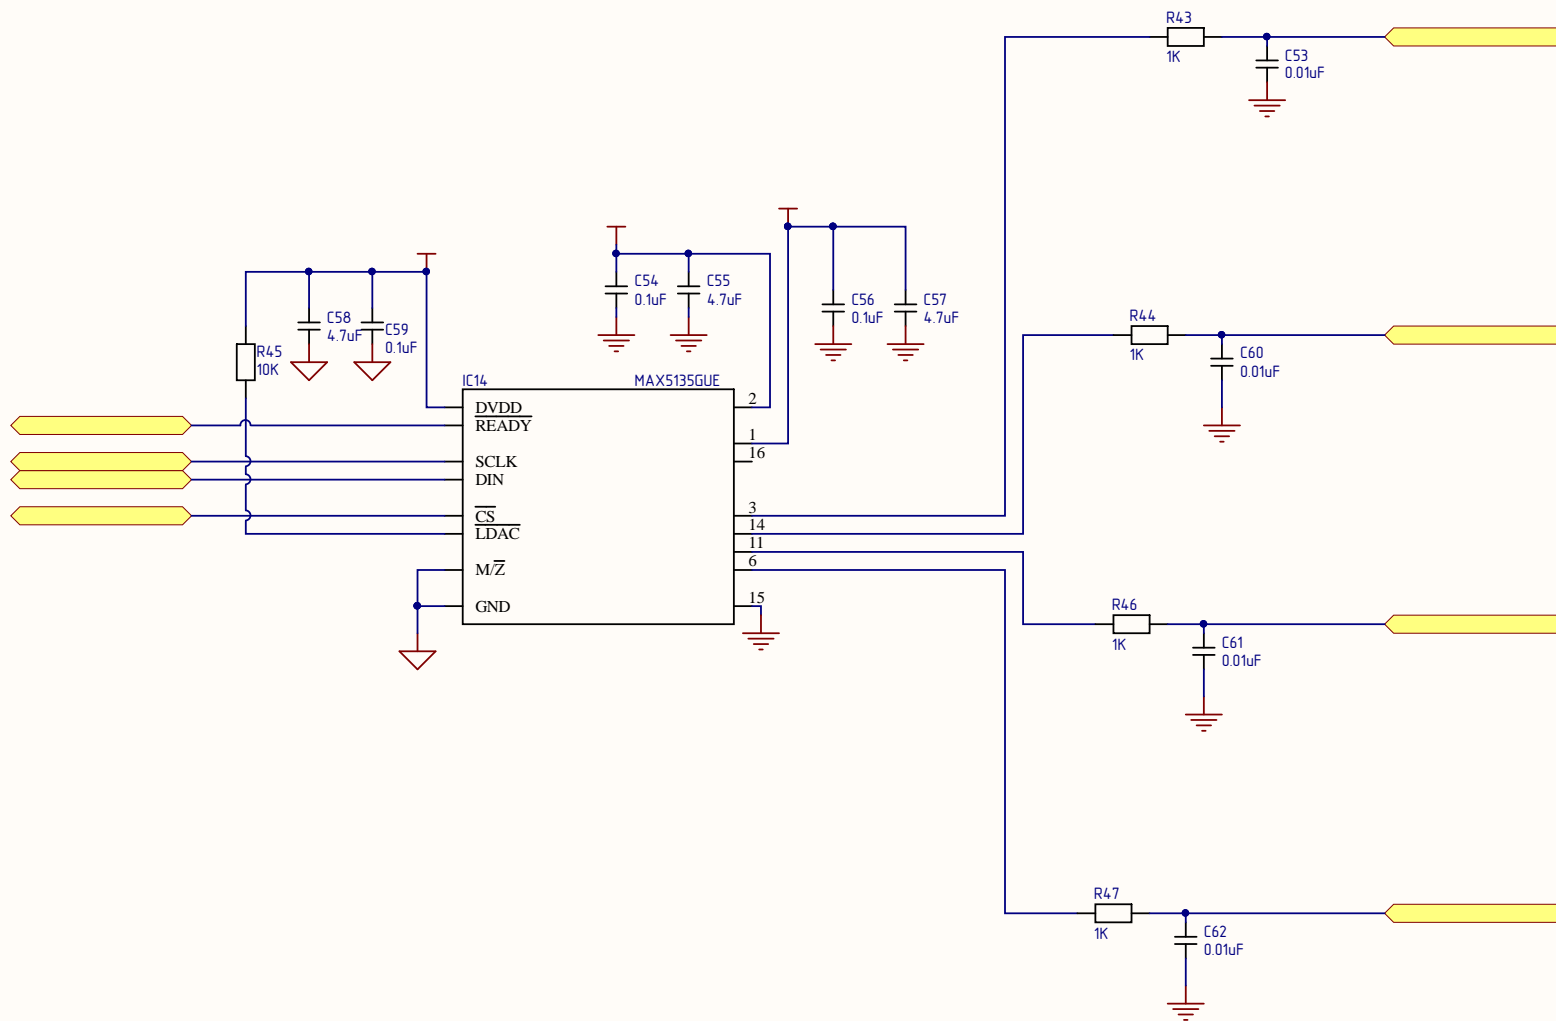 R43
1K
C53
0.01uF
C54
0.1uF
C55
4.7uF
C56
0.1uF
C57
4.7uF
C58
4.7uF
C59
0.1uF
R45
10K
R44
1K
C60
0.01uF
IC14
MAX5135GUE
DVDD
READY
SCLK
DIN
CS
LDAC
M/Z
GND
2
1
16
3
14
11
6
15
R46
1K
C61
0.01uF
R47
1K
C62
0.01uF